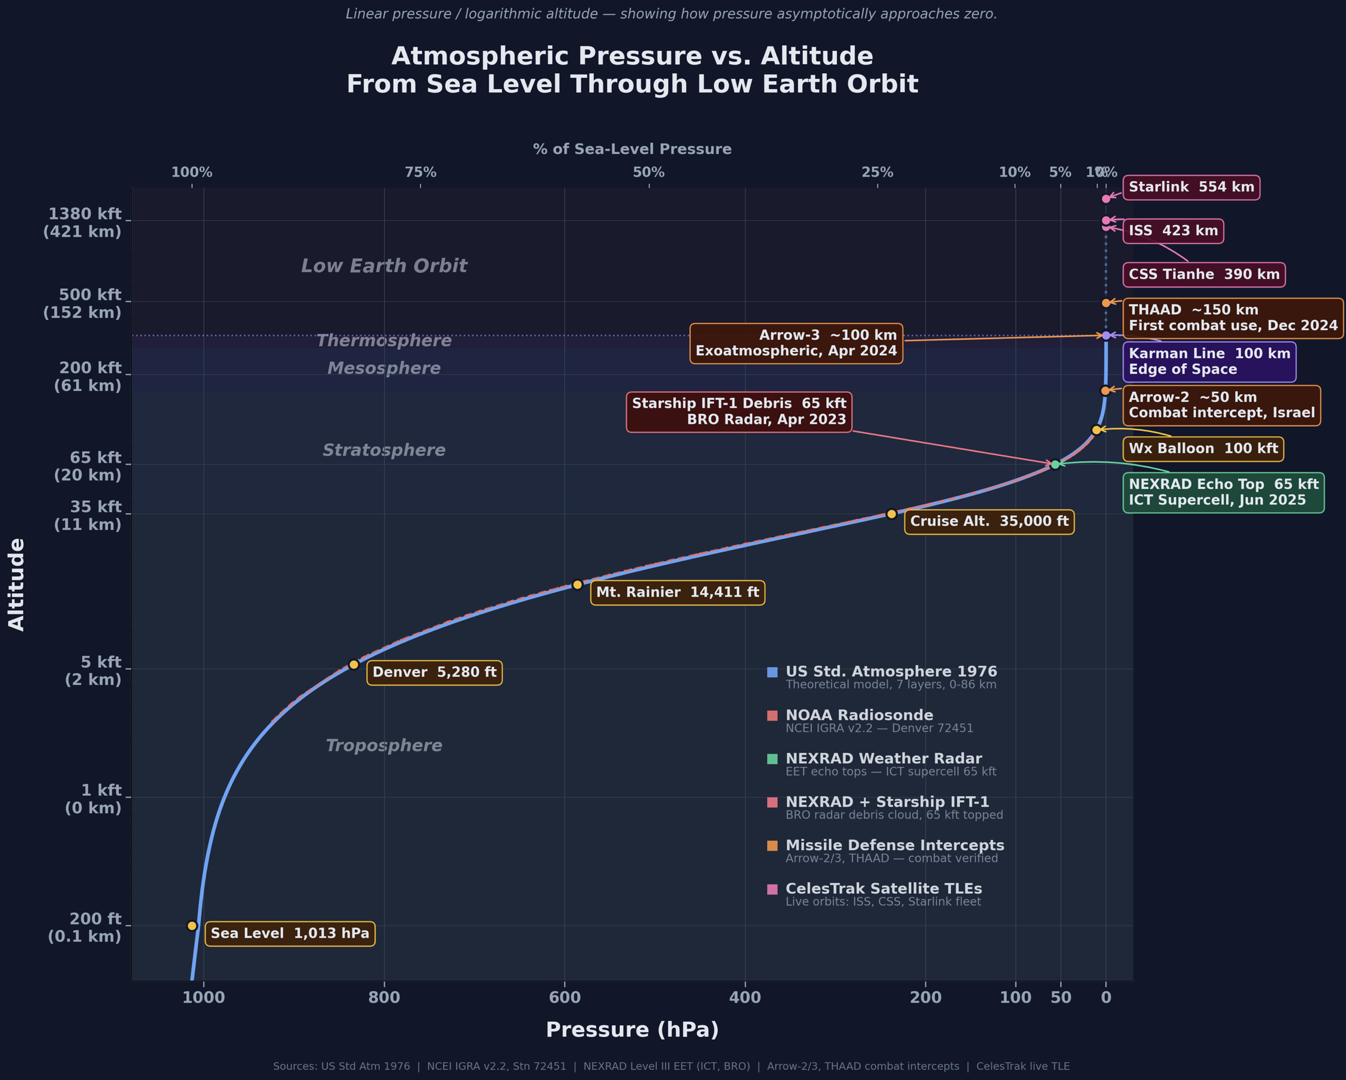 Linear pressure / logarithmic altitude — showing how pressure asymptotically approaches zero.
Atmospheric Pressure vs. Altitude
From Sea Level Through Low Earth Orbit
% of Sea-Level Pressure
100%
75%
50%
25%
10%
5%
1%
0%
Starlink  554 km
1380 kft
(421 km)
ISS  423 km
Low Earth Orbit
CSS Tianhe  390 km
500 kft
(152 km)
THAAD  ~150 km
First combat use, Dec 2024
Arrow-3  ~100 km
Exoatmospheric, Apr 2024
Thermosphere
Karman Line  100 km
Edge of Space
Mesosphere
200 kft
(61 km)
Arrow-2  ~50 km
Combat intercept, Israel
Starship IFT-1 Debris  65 kft
BRO Radar, Apr 2023
Stratosphere
Wx Balloon  100 kft
65 kft
(20 km)
NEXRAD Echo Top  65 kft
ICT Supercell, Jun 2025
35 kft
(11 km)
Cruise Alt.  35,000 ft
Altitude
Mt. Rainier  14,411 ft
5 kft
(2 km)
Denver  5,280 ft
US Std. Atmosphere 1976
Theoretical model, 7 layers, 0-86 km
NOAA Radiosonde
NCEI IGRA v2.2 — Denver 72451
Troposphere
NEXRAD Weather Radar
EET echo tops — ICT supercell 65 kft
1 kft
(0 km)
NEXRAD + Starship IFT-1
BRO radar debris cloud, 65 kft topped
Missile Defense Intercepts
Arrow-2/3, THAAD — combat verified
CelesTrak Satellite TLEs
Live orbits: ISS, CSS, Starlink fleet
200 ft
(0.1 km)
Sea Level  1,013 hPa
1000
800
600
400
200
100
50
0
Pressure (hPa)
Sources: US Std Atm 1976  |  NCEI IGRA v2.2, Stn 72451  |  NEXRAD Level III EET (ICT, BRO)  |  Arrow-2/3, THAAD combat intercepts  |  CelesTrak live TLE